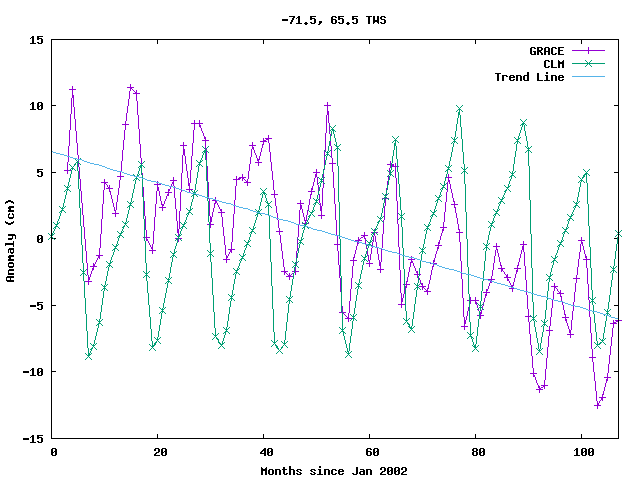 -71.5, 65.5 TWS
GRACE
CLM
Trend Line
15
10
5
0
-5
-10
-15
Anomaly (cm)
0 20 40 60 80 100
Months since Jan 2002